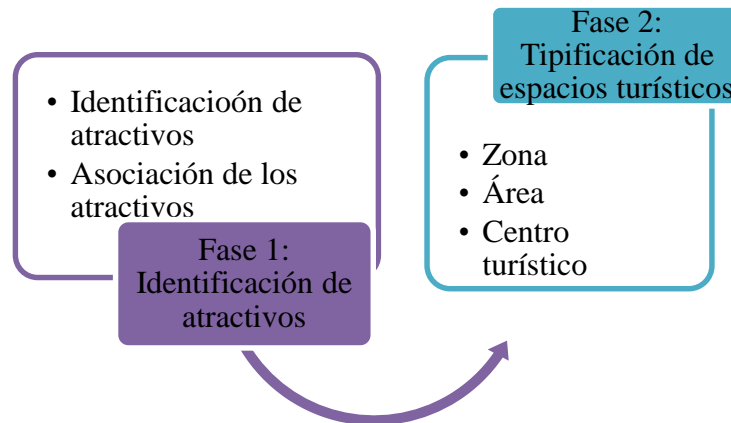 • Identificacioón de
atractivos
• Asociación de los
atractivos
Fase 1:
Identificación de
atractivos
Fase 2:
Tipificación de
espacios turísticos
• Zona
• Área
• Centro
turístico